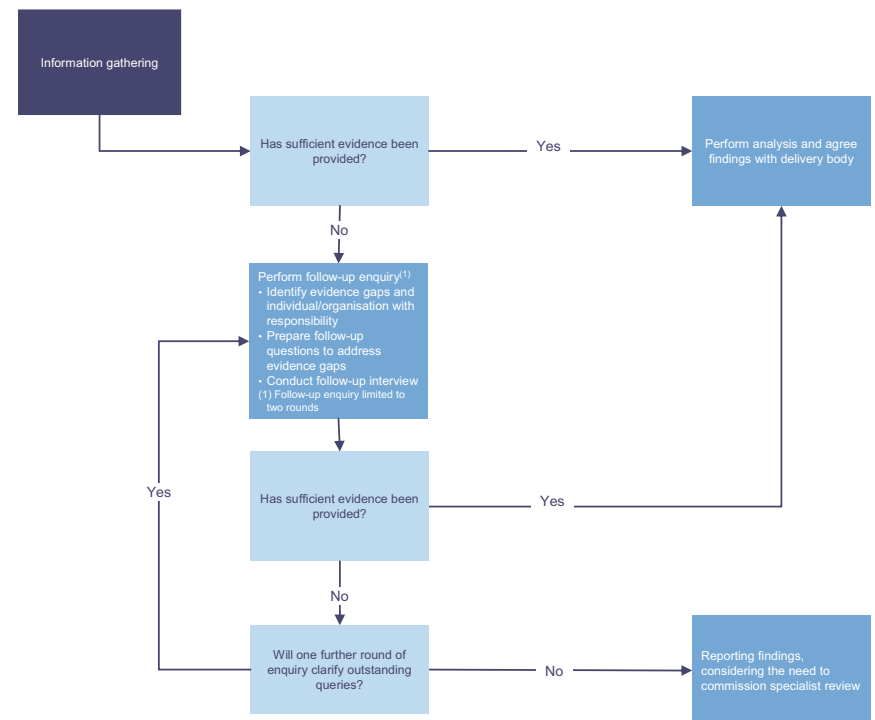 Information gathering
Has sufficient evidence been
provided?
Yes
Perform analysis and agree
findings with delivery body
No
Perform follow-up enquiry(1)
• Identify evidence gaps and
individual/organisation with
responsibility
• Prepare follow-up
questions to address
evidence gaps
• Conduct follow-up interview
(1) Follow-up enquiry limited to
two rounds
Has sufficient evidence been
provided?
Yes
Yes
No
Will one further round of
enquiry clarify outstanding
queries?
No
Reporting findings,
considering the need to
commission specialist review